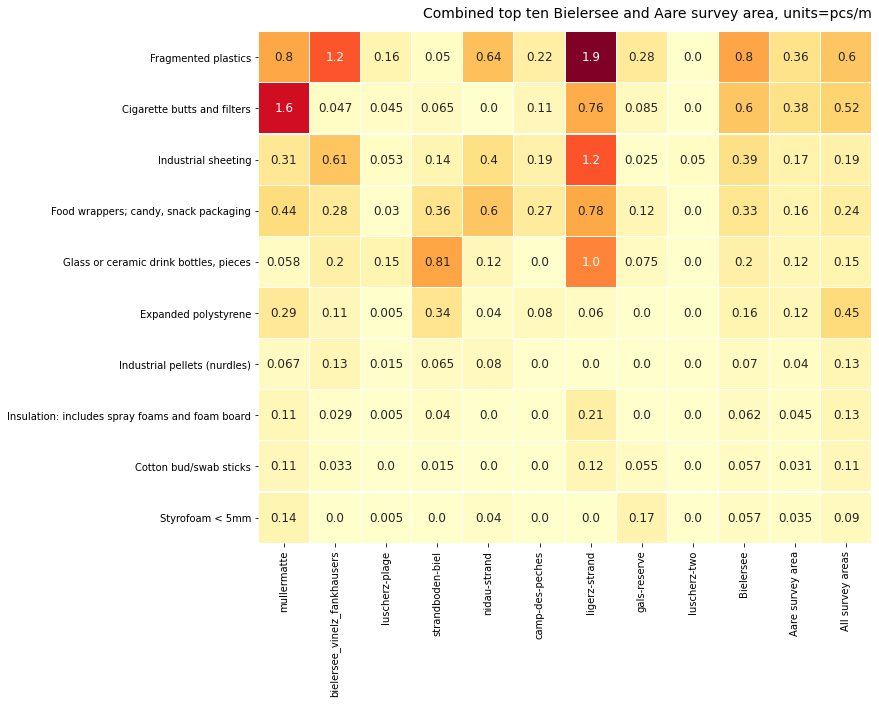 Combined top ten Bielersee and Aare survey area, units=pcs/m
Fragmented plastics 0.8 1.2 0.16 0.05 0.64 0.22 1.9 0.28 0.0 0.8 0.36 0.6
Cigarette butts and filters 1.6 0.047 0.045 0.065 0.0 0.11 0.76 0.085 0.0 0.6 0.38 0.52
Industrial sheeting 0.31 0.61 0.053 0.14 0.4 0.19 1.2 0.025 0.05 0.39 0.17 0.19
Food wrappers; candy, snack packaging 0.44 0.28 0.03 0.36 0.6 0.27 0.78 0.12 0.0 0.33 0.16 0.24
Glass or ceramic drink bottles, pieces 0.058 0.2 0.15 0.81 0.12 0.0 1.0 0.075 0.0 0.2 0.12 0.15
Expanded polystyrene 0.29 0.11 0.005 0.34 0.04 0.08 0.06 0.0 0.0 0.16 0.12 0.45
Industrial pellets (nurdles) 0.067 0.13 0.015 0.065 0.08 0.0 0.0 0.0 0.0 0.07 0.04 0.13
Insulation: includes spray foams and foam board 0.11 0.029 0.005 0.04 0.0 0.0 0.21 0.0 0.0 0.062 0.045 0.13
Cotton bud/swab sticks 0.11 0.033 0.0 0.015 0.0 0.0 0.12 0.055 0.0 0.057 0.031 0.11
Styrofoam < 5mm 0.14 0.0 0.005 0.0 0.04 0.0 0.0 0.17 0.0 0.057 0.035 0.09
mullermatte
bielersee_vinelz_fankhausers
luscherz-plage
strandboden-biel
nidau-strand
camp-des-peches
ligerz-strand
gals-reserve
luscherz-two
Bielersee
Aare survey area
All survey areas